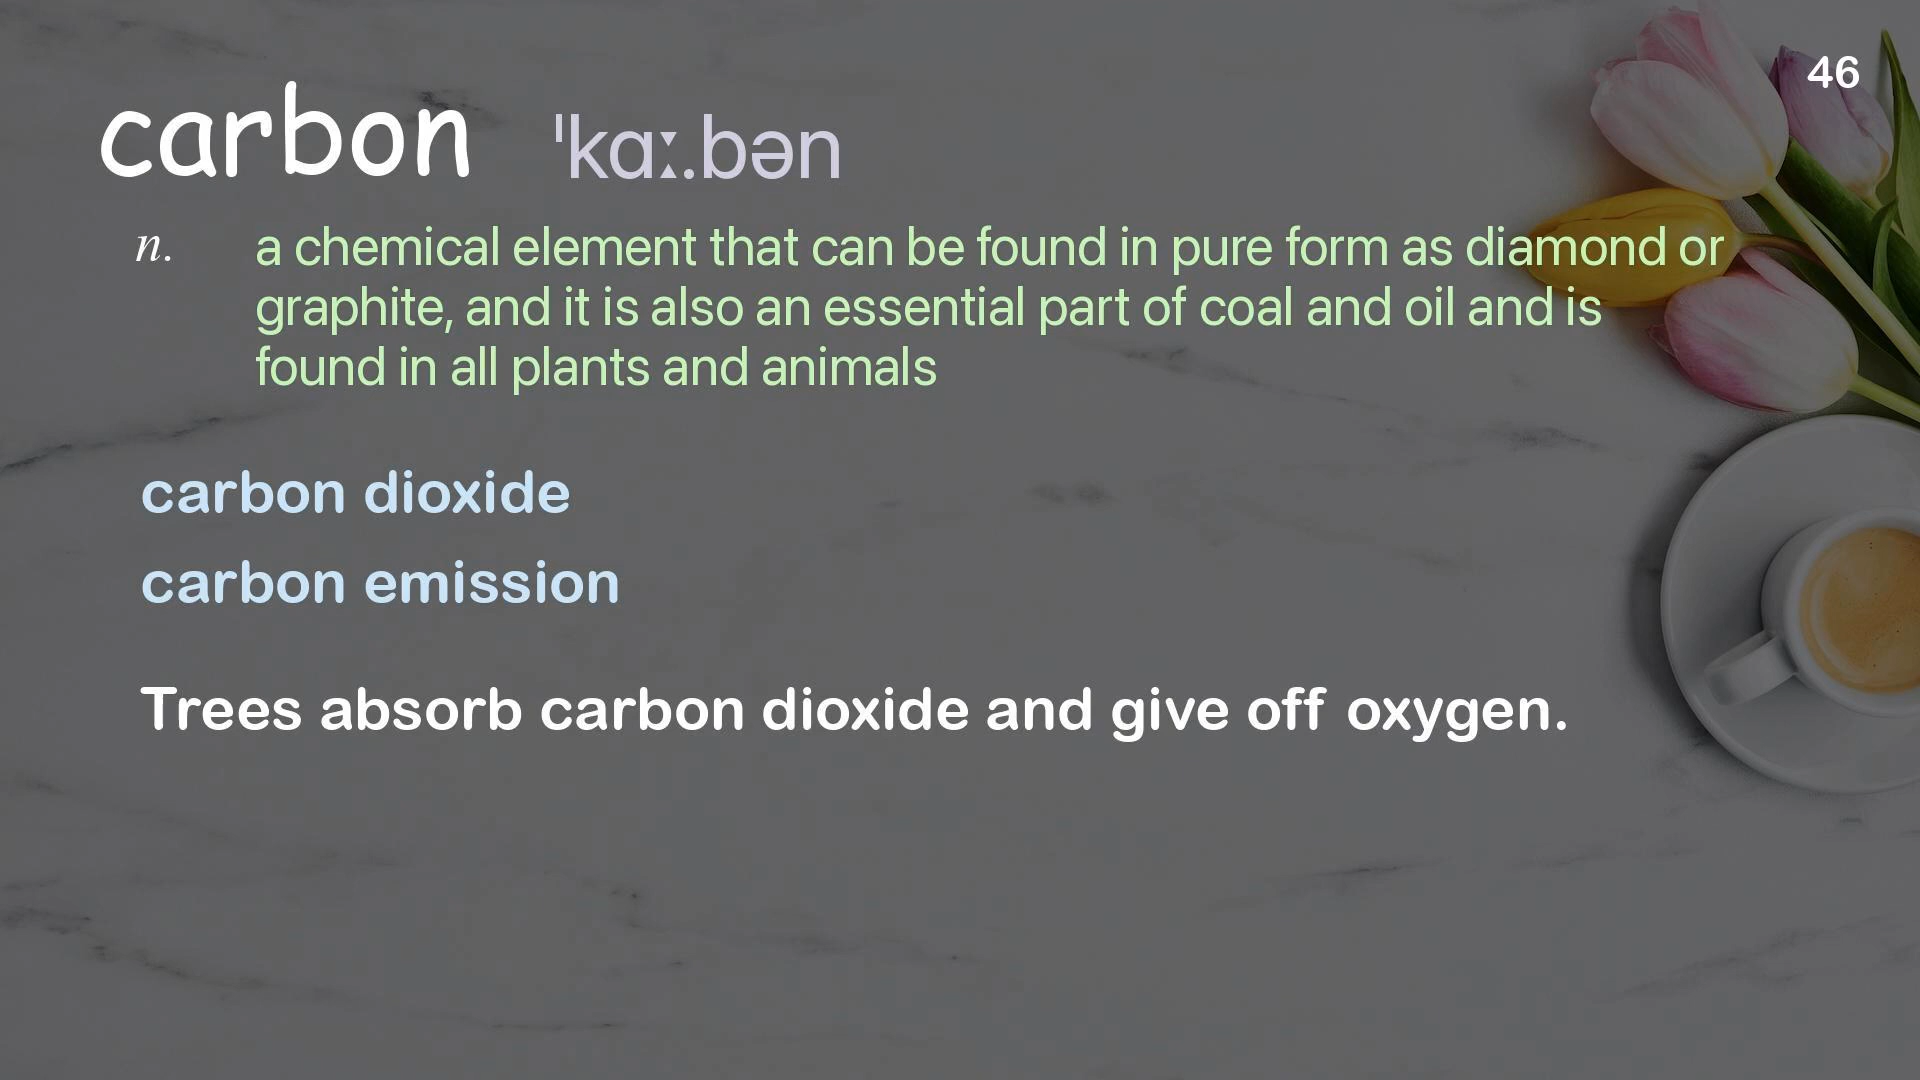 46
carbon ˈkɑː.bən
n. a chemical element that can be found in pure form as diamond or
graphite, and it is also an essential part of coal and oil and is
found in all plants and animals
carbon dioxide
carbon emission
Trees absorb carbon dioxide and give off oxygen.